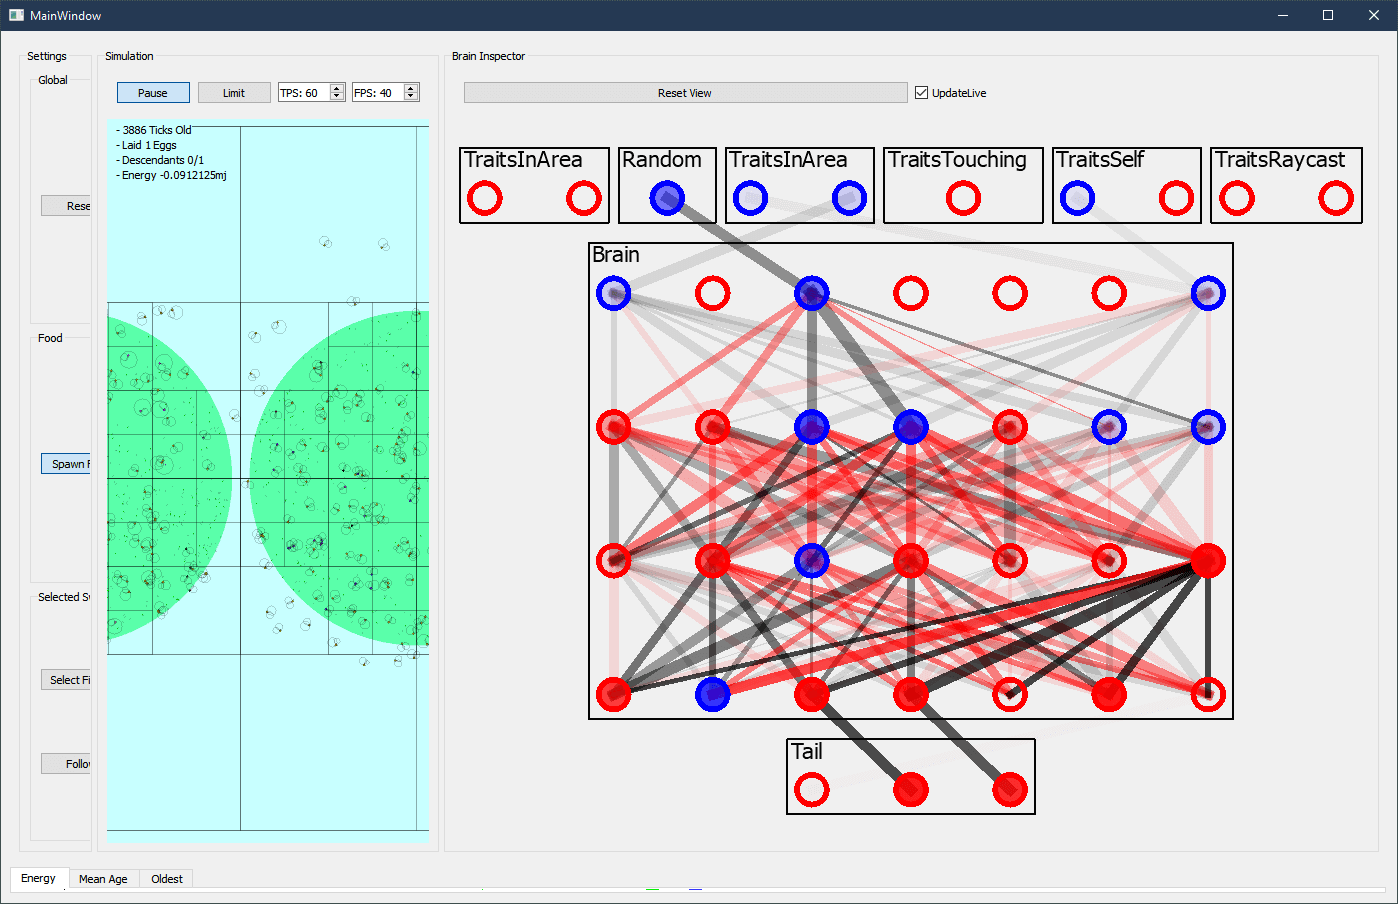 MainWindow
Settings
Global
Rese
Food
Spawn F
Selected Sw
Select Fi
Follow
Simulation
Pause
Limit
TPS: 60
FPS: 40
- 3886 Ticks Old
- Laid 1 Eggs
- Descendants 0/1
- Energy -0.0912125mj
Brain Inspector
Reset View
UpdateLive
TraitsInArea
Random
TraitsInArea
TraitsTouching
TraitsSelf
TraitsRaycast
Brain
Tail
Energy
Mean Age
Oldest